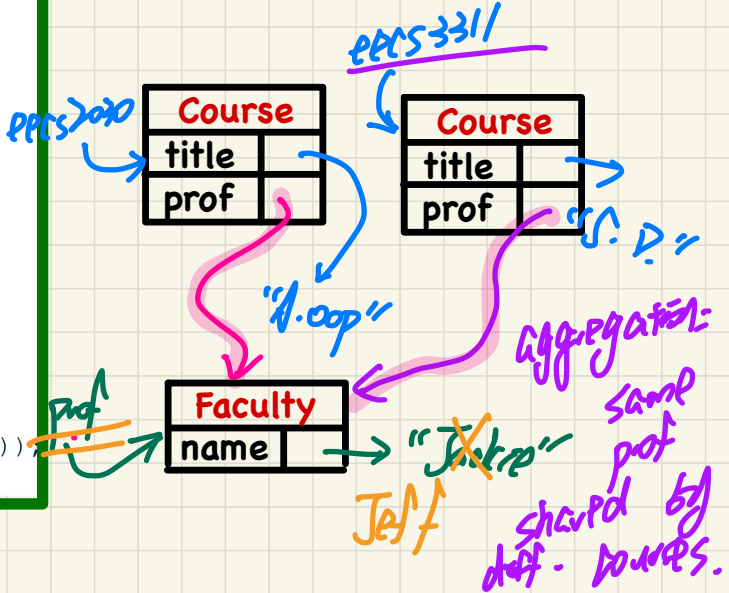 eecs3311
eecs2030
Course
title
prof
Course
title
prof
"A.oop"
"S.D"
aggregation:
same
prof
shared by
diff. courses.
prof
));
Faculty
name
Jeff